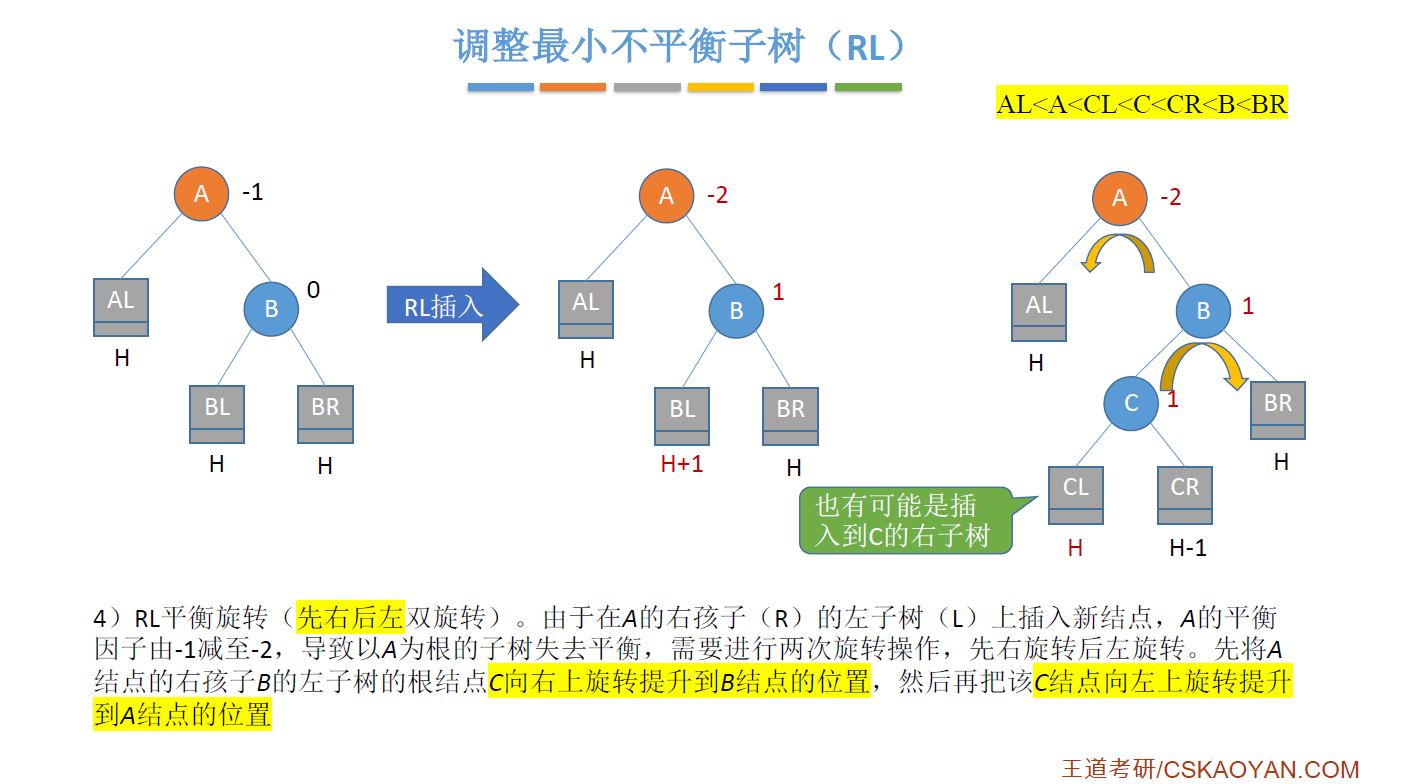 调整最小不平衡子树（RL）
AL<A<CL<C<CR<B<BR
A
-1
AL
H
B
0
BL
H
BR
H
RL插入
A
-2
AL
H
B
1
BL
H+1
BR
H
A
-2
AL
H
B
1
C
1
BR
H
CL
H
CR
H-1
也有可能是插
入到C的右子树
4）RL平衡旋转（先右后左双旋转）。由于在A的右孩子（R）的左子树（L）上插入新结点，A的平衡
因子由-1减至-2，导致以A为根的子树失去平衡，需要进行两次旋转操作，先右旋转后左旋转。先将A
结点的右孩子B的左子树的根结点C向右上旋转提升到B结点的位置，然后再把该C结点向左上旋转提升
到A结点的位置
王道考研/CSKAOYAN.COM